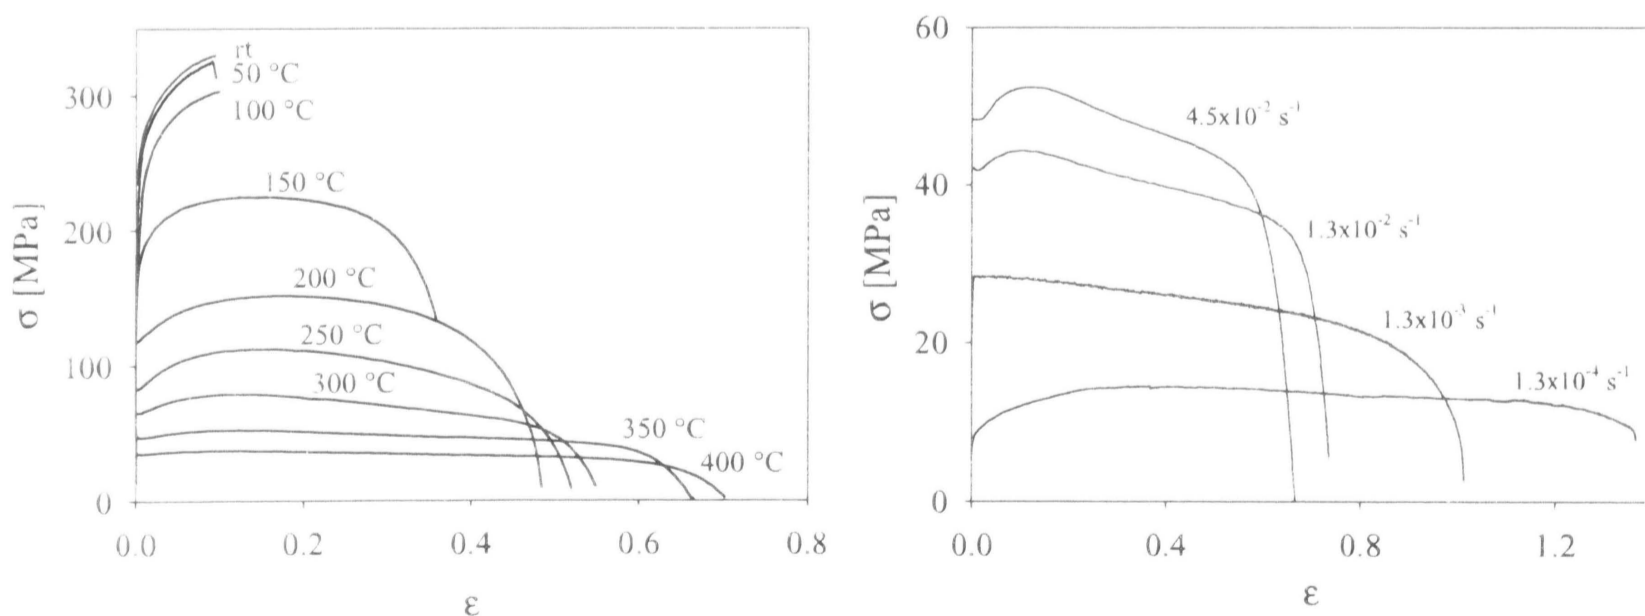 rt
50 °C
100 °C
150 °C
200 °C
250 °C
300 °C
350 °C
400 °C
300
200
100
0
σ [MPa]
0.0 0.2 0.4 0.6 0.8
ε
60
40
20
0
σ [MPa]
4.5x10⁻² s⁻¹
1.3x10⁻² s⁻¹
1.3x10⁻³ s⁻¹
1.3x10⁻⁴ s⁻¹
0.0 0.4 0.8 1.2
ε